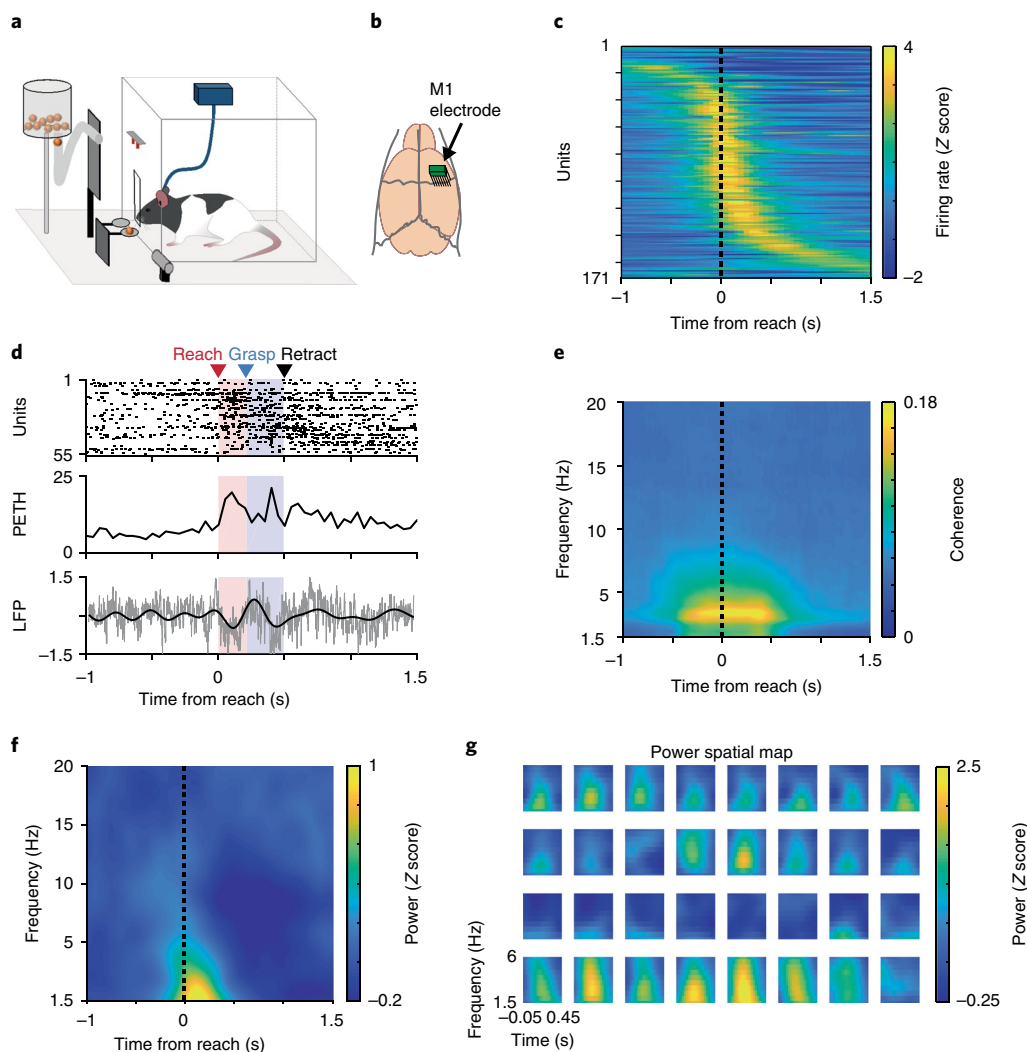 a
b
M1
electrode
c
1
Units
171
−1
0
1.5
Time from reach (s)
4
−2
Firing rate (Z score)
d
Reach
Grasp
Retract
1
Units
55
25
PETH
0
1.5
LFP
−1.5
−1
0
1.5
Time from reach (s)
e
20
15
10
5
1.5
Frequency (Hz)
−1
0
1.5
Time from reach (s)
0.18
0
Coherence
f
20
15
10
5
1.5
Frequency (Hz)
−1
0
1.5
Time from reach (s)
1
−0.2
Power (Z score)
g
Power spatial map
6
1.5
Frequency (Hz)
−0.05 0.45
Time (s)
2.5
−0.25
Power (Z score)